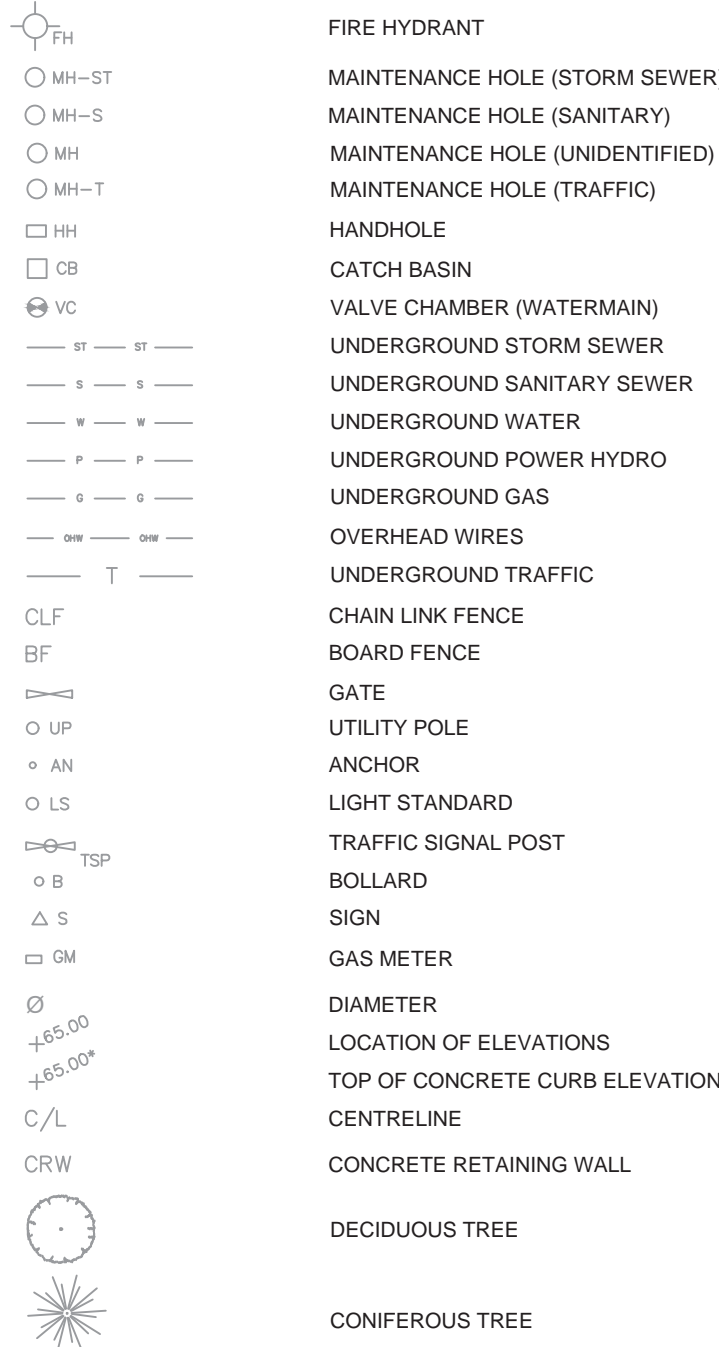 FH FIRE HYDRANT
MH-ST MAINTENANCE HOLE (STORM SEWER)
MH-S MAINTENANCE HOLE (SANITARY)
MH MAINTENANCE HOLE (UNIDENTIFIED)
MH-T MAINTENANCE HOLE (TRAFFIC)
HH HANDHOLE
CB CATCH BASIN
VC VALVE CHAMBER (WATERMAIN)
ST ST UNDERGROUND STORM SEWER
S S UNDERGROUND SANITARY SEWER
W W UNDERGROUND WATER
P P UNDERGROUND POWER HYDRO
G G UNDERGROUND GAS
OHW OHW OVERHEAD WIRES
T UNDERGROUND TRAFFIC
CLF CHAIN LINK FENCE
BF BOARD FENCE
GATE
UP UTILITY POLE
AN ANCHOR
LS LIGHT STANDARD
TSP TRAFFIC SIGNAL POST
B BOLLARD
S SIGN
GM GAS METER
Ø DIAMETER
+65.00 LOCATION OF ELEVATIONS
+65.00* TOP OF CONCRETE CURB ELEVATION
C/L CENTRELINE
CRW CONCRETE RETAINING WALL
DECIDUOUS TREE
CONIFEROUS TREE